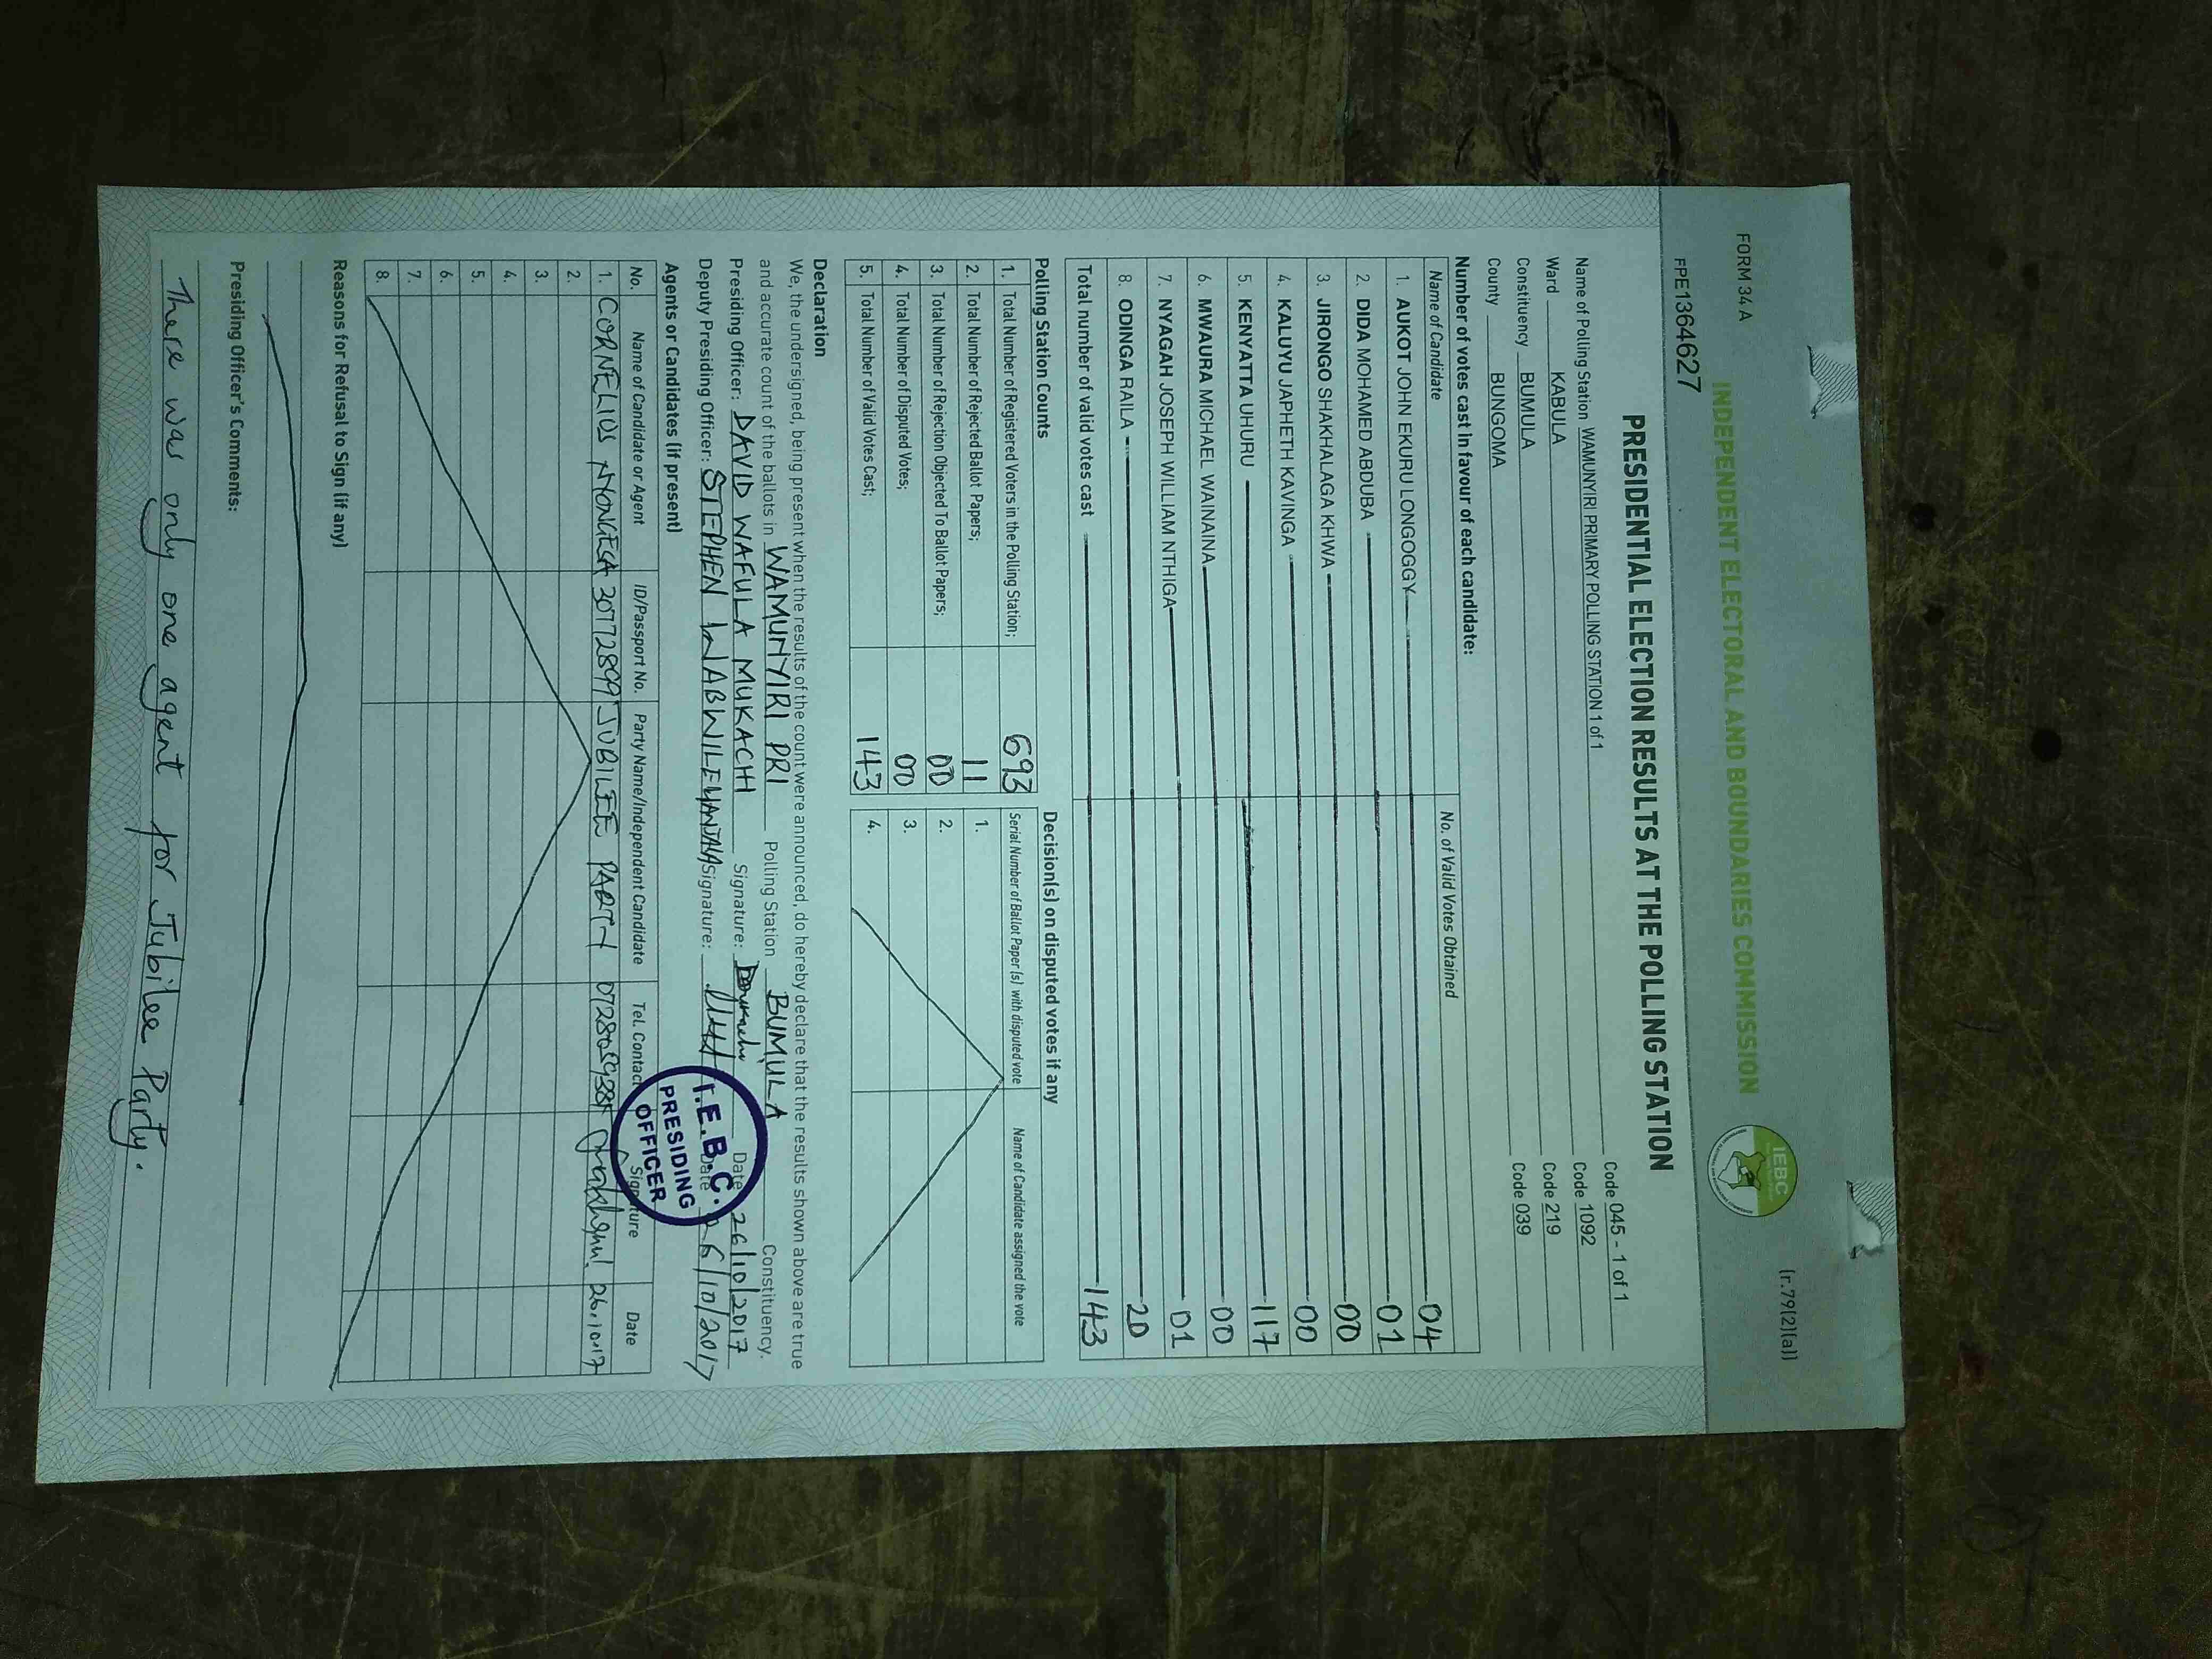 FORM 34 A
(r.79(2)(a))
INDEPENDENT ELECTORAL AND BOUNDARIES COMMISSION
IEBC
FPE1364627
PRESIDENTIAL ELECTION RESULTS AT THE POLLING STATION
Name of Polling Station WAMUNYIRI PRIMARY POLLING STATION 1 of 1 Code 045 - 1 of 1
Ward KABULA Code 1092
Constituency BUMULA Code 219
County BUNGOMA Code 039
Number of votes cast in favour of each candidate:
Name of Candidate No. of Valid Votes Obtained
1. AUKOT JOHN EKURU LONGOGGY 04
2. DIDA MOHAMED ABDUBA 01
3. JIRONGO SHAKHALAGA KHWA 00
4. KALUYU JAPHETH KAVINGA 00
5. KENYATTA UHURU 117
6. MWAURA MICHAEL WAINAINA 00
7. NYAGAH JOSEPH WILLIAM NTHIGA 01
8. ODINGA RAILA 20
Total number of valid votes cast 143
Polling Station Counts
1. Total Number of Registered Voters in the Polling Station; 693
2. Total Number of Rejected Ballot Papers; 11
3. Total Number of Rejection Objected To Ballot Papers; 00
4. Total Number of Disputed Votes; 00
5. Total Number of Valid Votes Cast; 143
Decision(s) on disputed votes if any
Serial Number of Ballot Paper (s) with disputed vote Name of Candidate assigned the vote
1.
2.
3.
4.
Declaration
We, the undersigned, being present when the results of the count were announced, do hereby declare that the results shown above are true
and accurate count of the ballots in WAMUNYIRI PRI Polling Station BUMULA Constituency.
Presiding Officer: DAVID WAFULA MUKACHI Signature: Date 26/10/2017
Deputy Presiding Officer: STEPHEN Signature: Date 26/10/2017
I.E.B.C.
PRESIDING
OFFICER
Agents or Candidates (if present)
No. Name of Candidate or Agent ID/Passport No. Party Name/Independent Candidate Tel. Contact Signature Date
1. CORNELIUS NYONGESA 30772899 JUBILEE PARTY 26.10.17
2.
3.
4.
5.
6.
7.
8.
Reasons for Refusal to Sign (if any)
Presiding Officer's Comments:
There was only one agent for Jubilee Party.